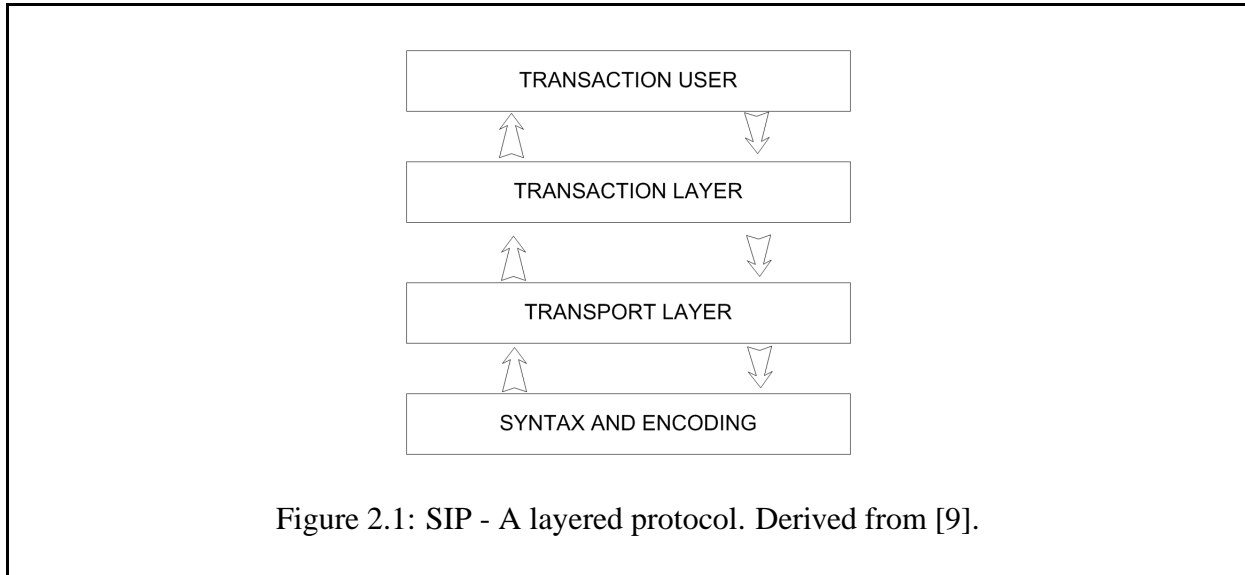 TRANSACTION USER
TRANSACTION LAYER
TRANSPORT LAYER
SYNTAX AND ENCODING
Figure 2.1: SIP - A layered protocol. Derived from [9].